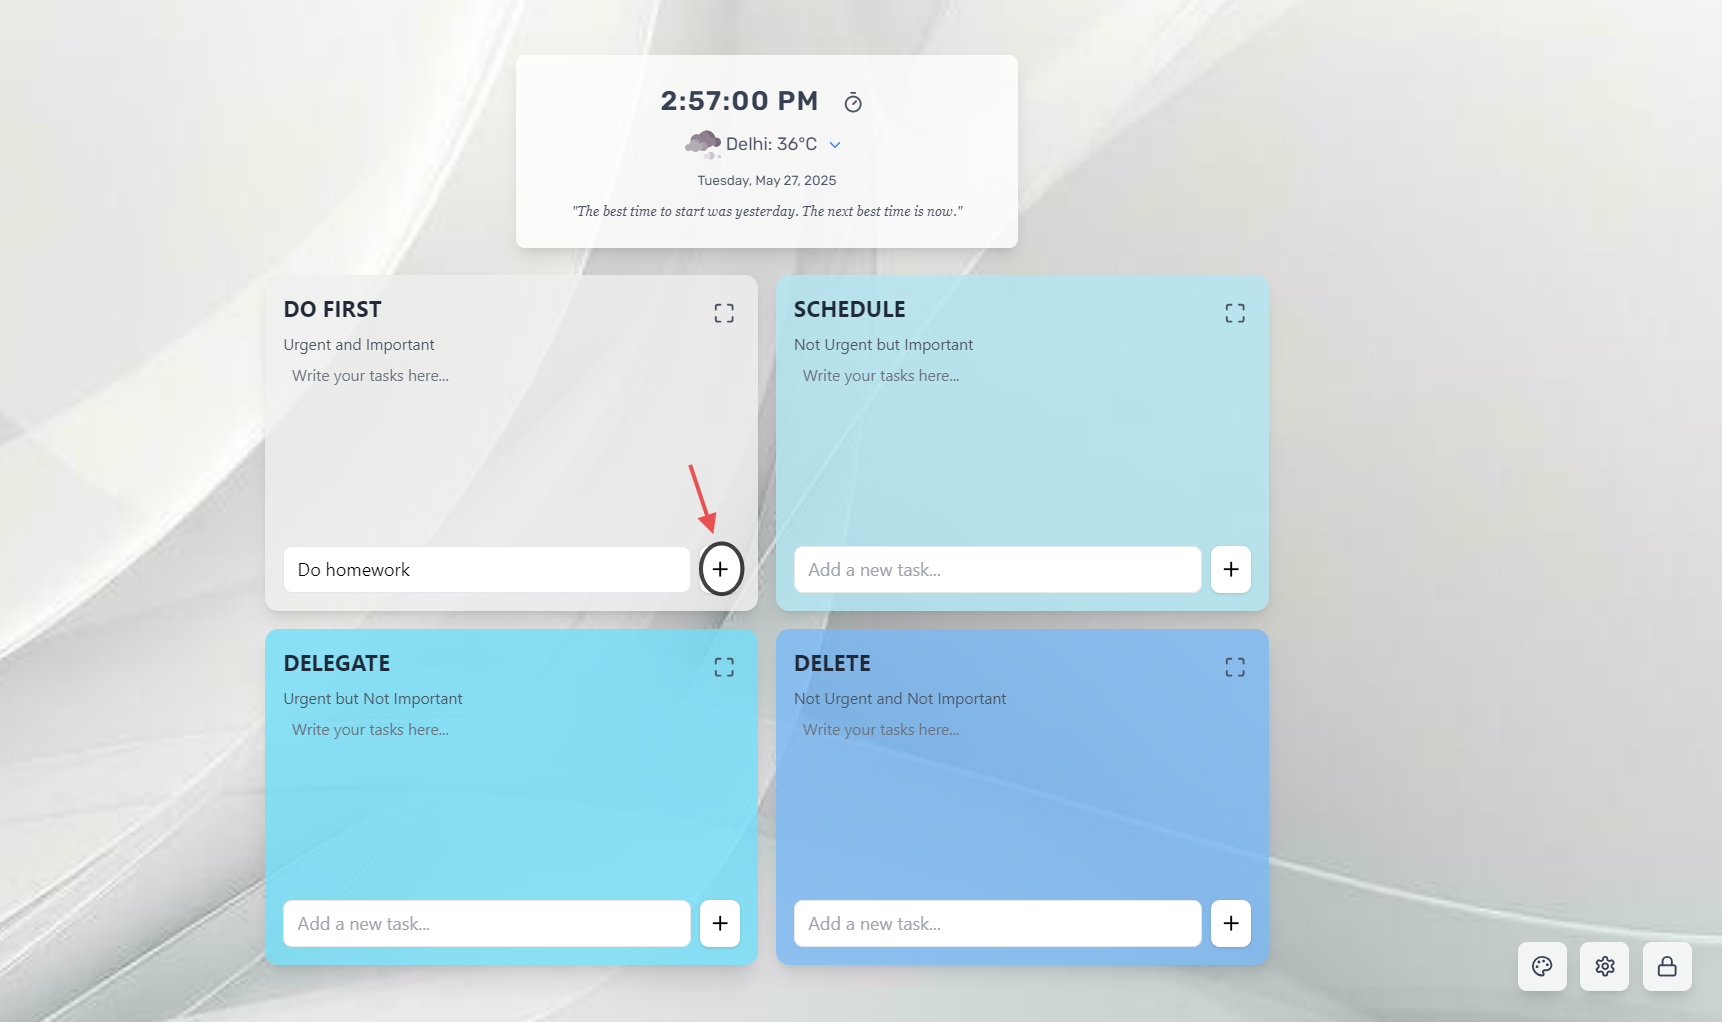 2:57:00 PM
Delhi: 36°C
Tuesday, May 27, 2025
"The best time to start was yesterday. The next best time is now."
DO FIRST
Urgent and Important
Write your tasks here...
Do homework
SCHEDULE
Not Urgent but Important
Write your tasks here...
Add a new task...
DELEGATE
Urgent but Not Important
Write your tasks here...
Add a new task...
DELETE
Not Urgent and Not Important
Write your tasks here...
Add a new task...